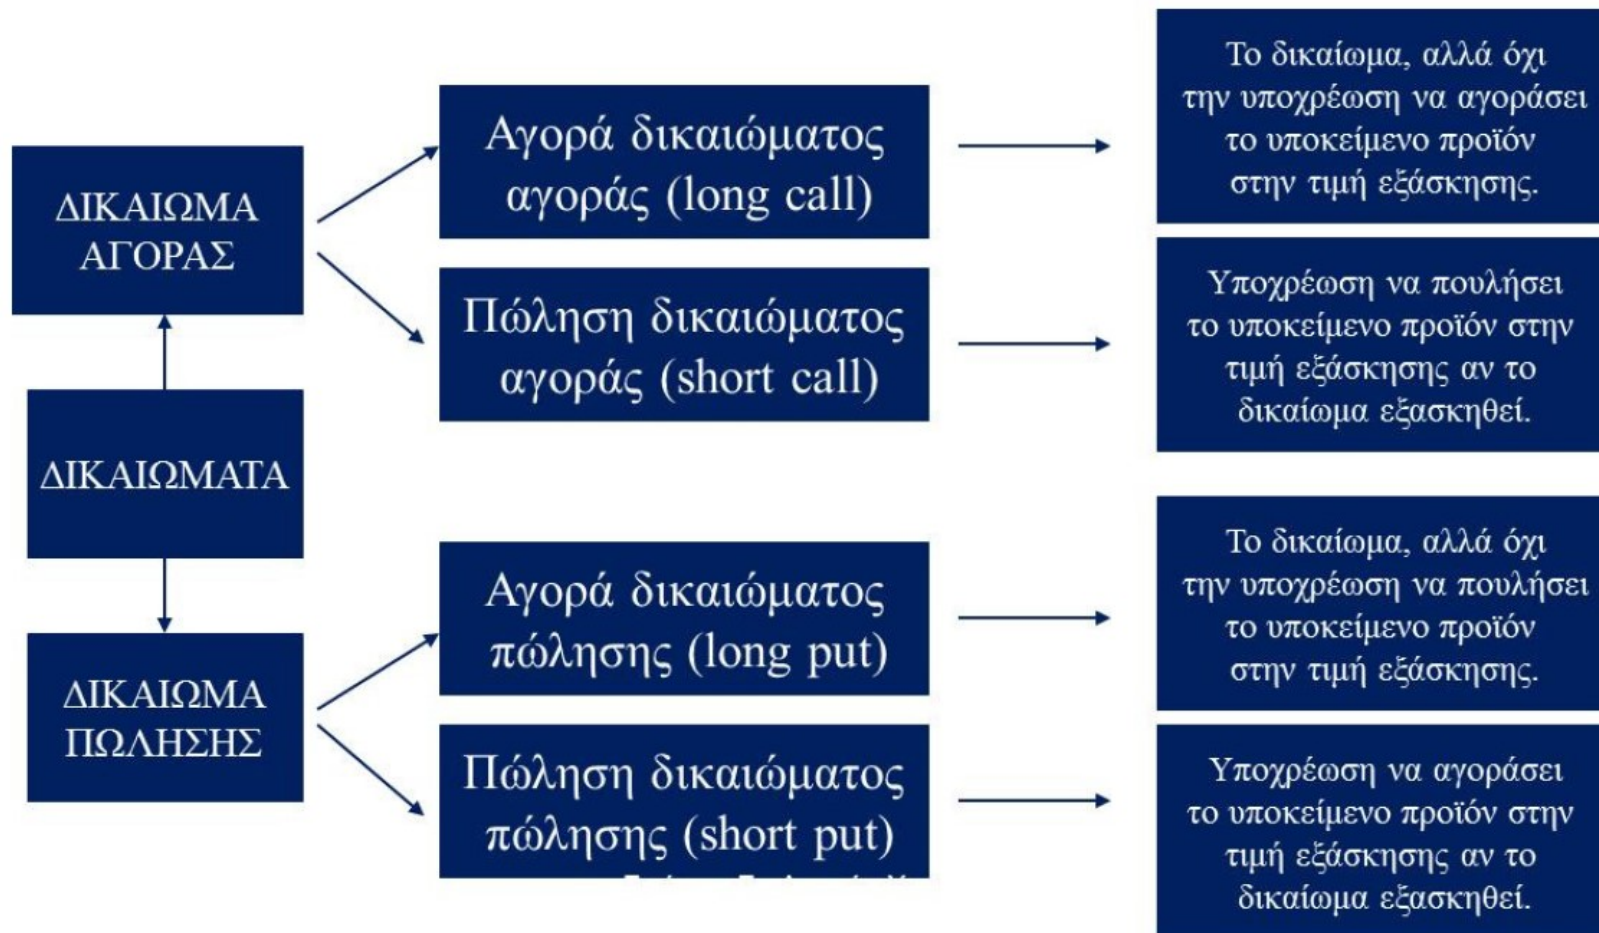 ΔΙΚΑΙΩΜΑ
ΑΓΟΡΑΣ
Αγορά δικαιώματος
αγοράς (long call)
Το δικαίωμα, αλλά όχι
την υποχρέωση να αγοράσει
το υποκείμενο προϊόν
στην τιμή εξάσκησης.
Πώληση δικαιώματος
αγοράς (short call)
Υποχρέωση να πουλήσει
το υποκείμενο προϊόν στην
τιμή εξάσκησης αν το
δικαίωμα εξασκηθεί.
ΔΙΚΑΙΩΜΑΤΑ
ΔΙΚΑΙΩΜΑ
ΠΩΛΗΣΗΣ
Αγορά δικαιώματος
πώλησης (long put)
Το δικαίωμα, αλλά όχι
την υποχρέωση να πουλήσει
το υποκείμενο προϊόν
στην τιμή εξάσκησης.
Πώληση δικαιώματος
πώλησης (short put)
Υποχρέωση να αγοράσει
το υποκείμενο προϊόν στην
τιμή εξάσκησης αν το
δικαίωμα εξασκηθεί.